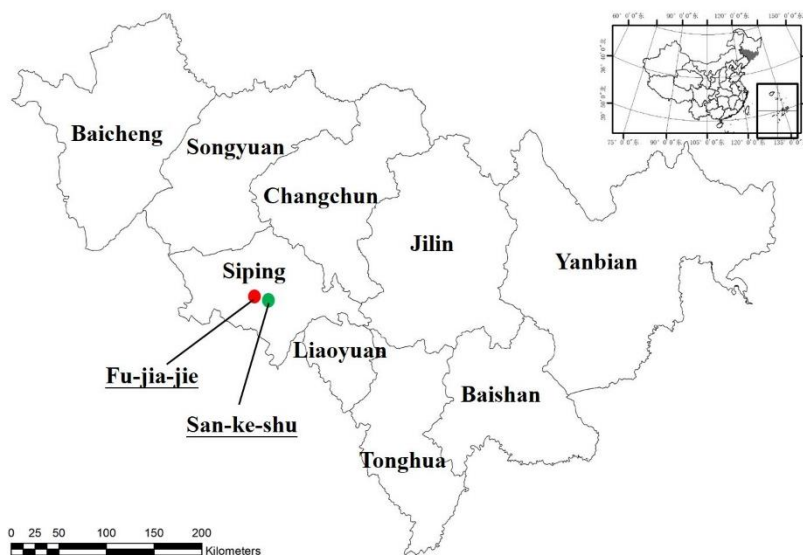 Baicheng
Songyuan
Changchun
Jilin
Yanbian
Siping
Liaoyuan
Fu-jia-jie
Baishan
San-ke-shu
Tonghua
0 25 50 100 150 200
Kilometers